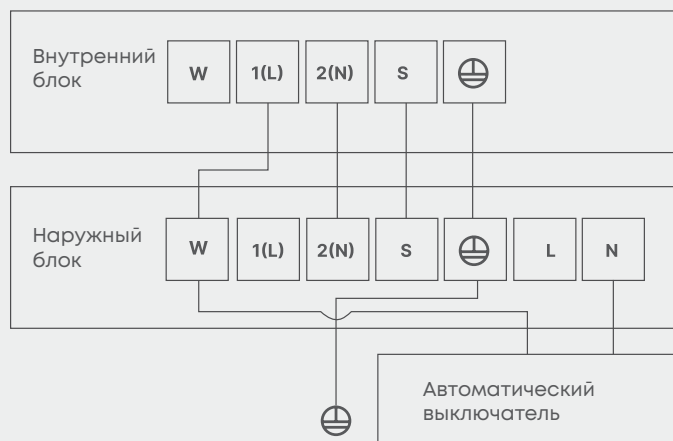 Внутренний
блок
W 1(L) 2(N) S
Наружный
блок
W 1(L) 2(N) S L N
Автоматический
выключатель